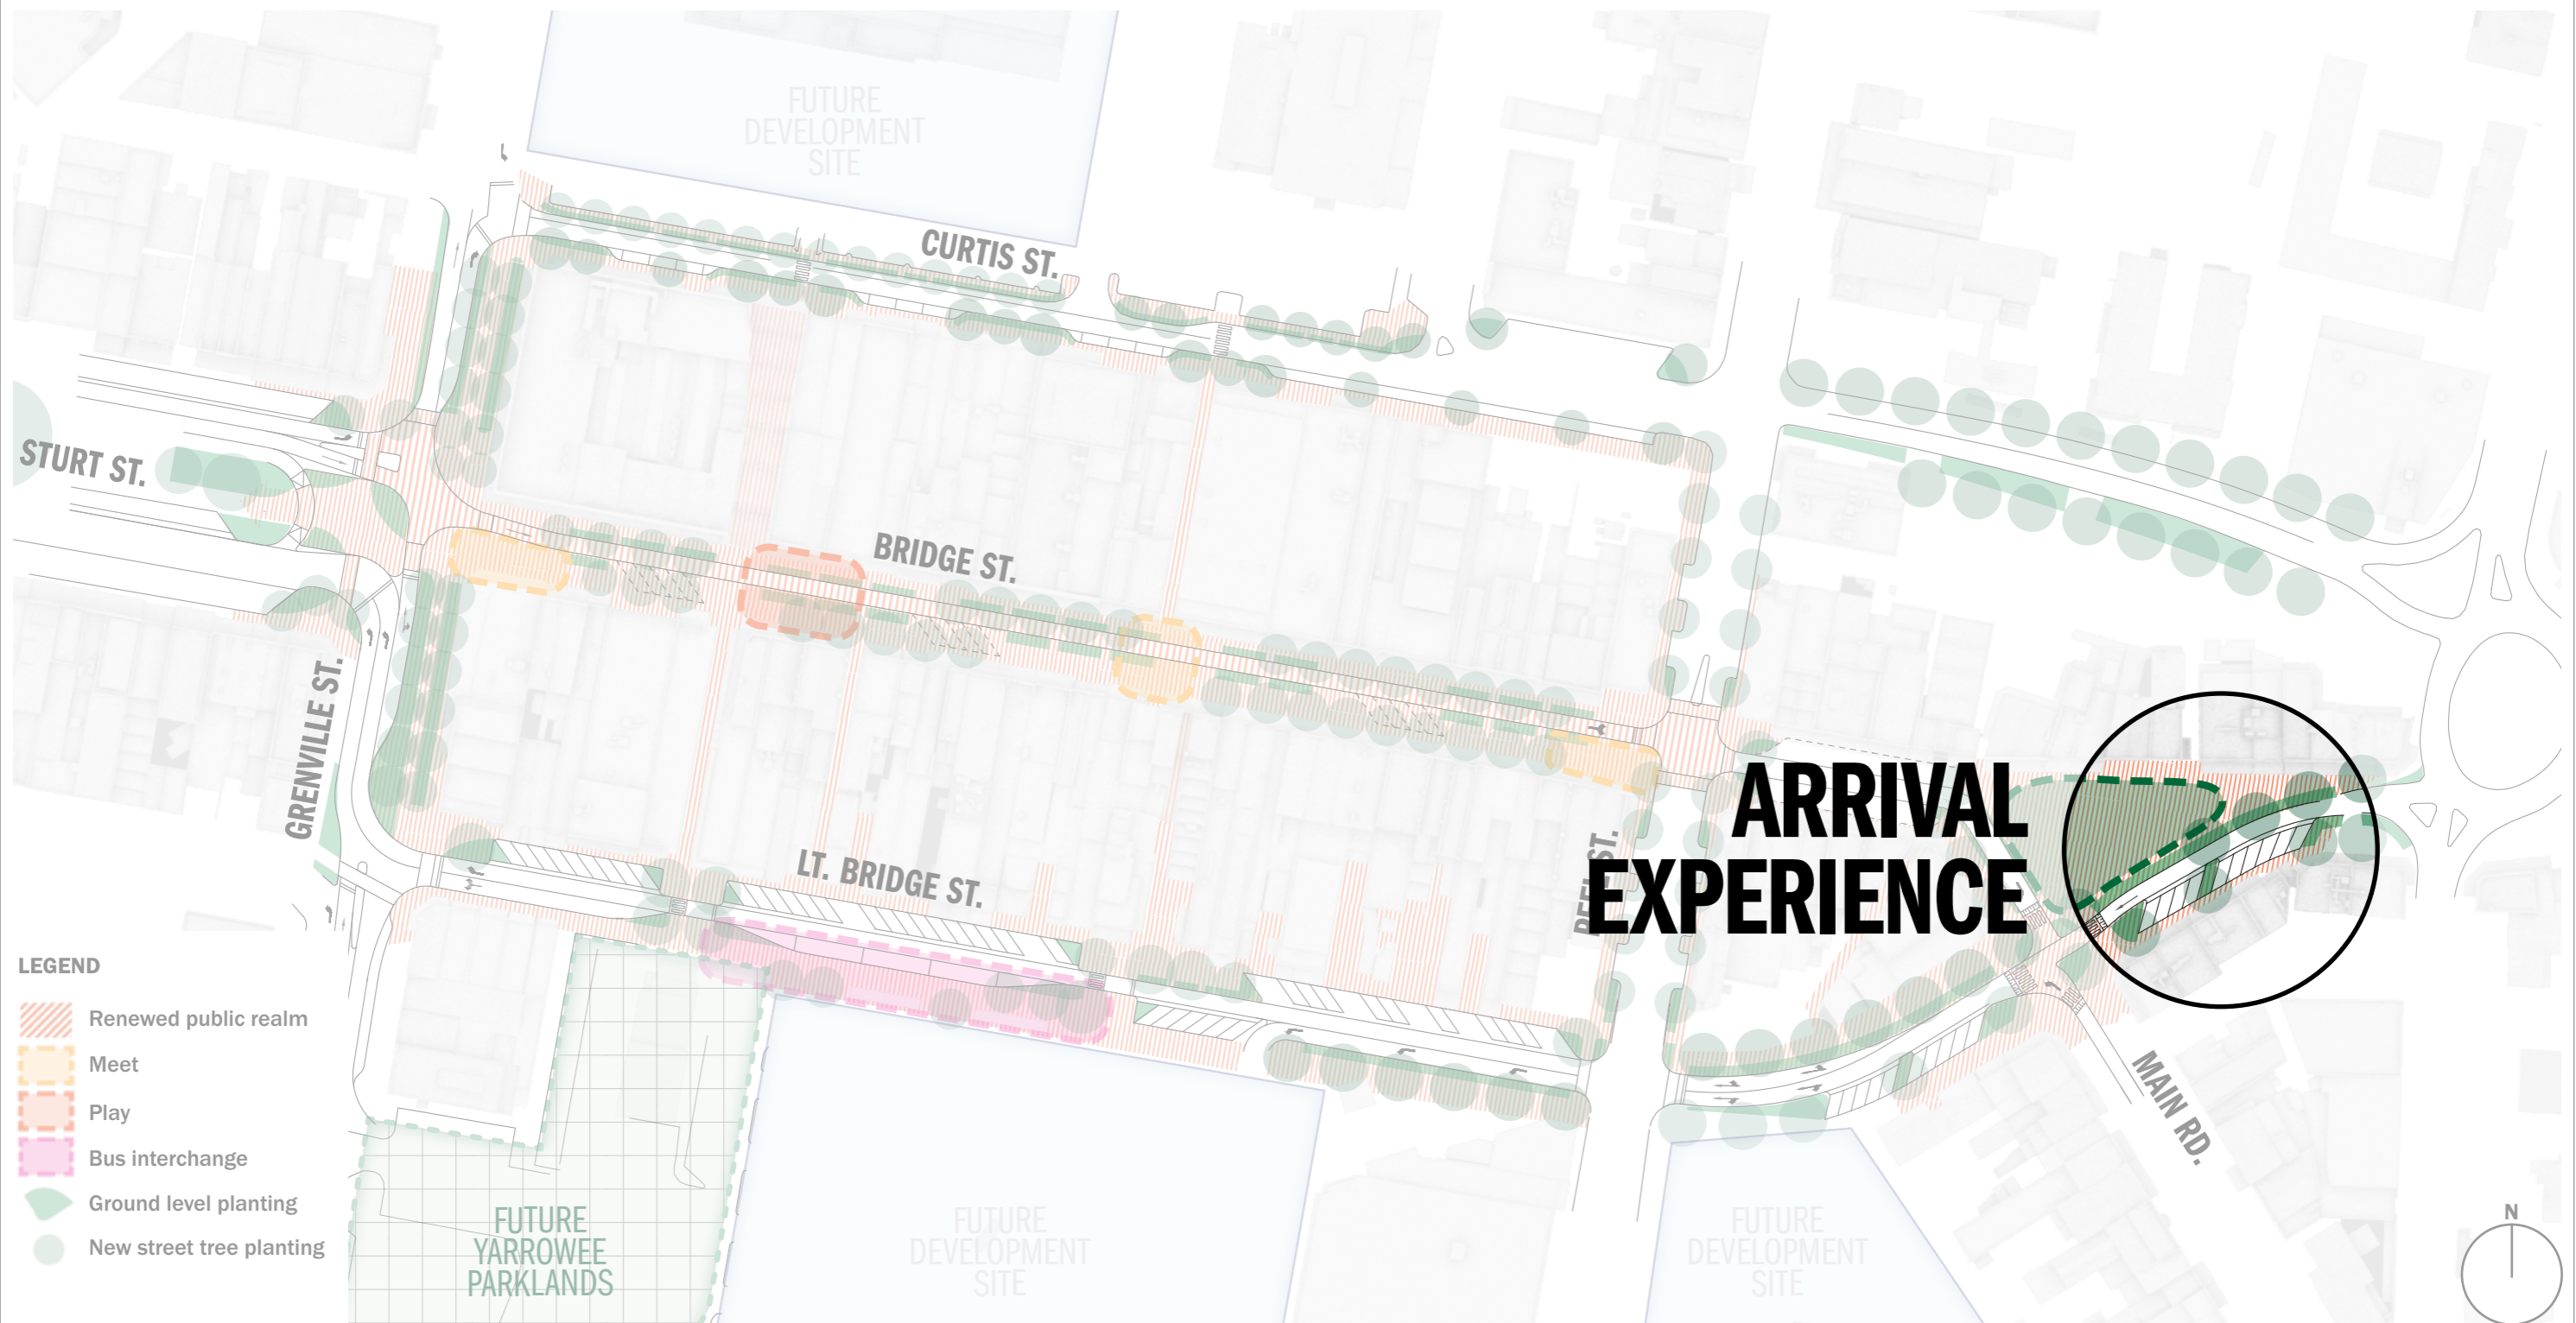 FUTURE
DEVELOPMENT
SITE
CURTIS ST.
STURT ST.
BRIDGE ST.
GRENVILLE ST.
LT. BRIDGE ST.
ARRIVAL
EXPERIENCE
MAIN RD.
LEGEND
Renewed public realm
Meet
Play
Bus interchange
Ground level planting
New street tree planting
FUTURE
YARROWEE
PARKLANDS
FUTURE
DEVELOPMENT
SITE
FUTURE
DEVELOPMENT
SITE
N